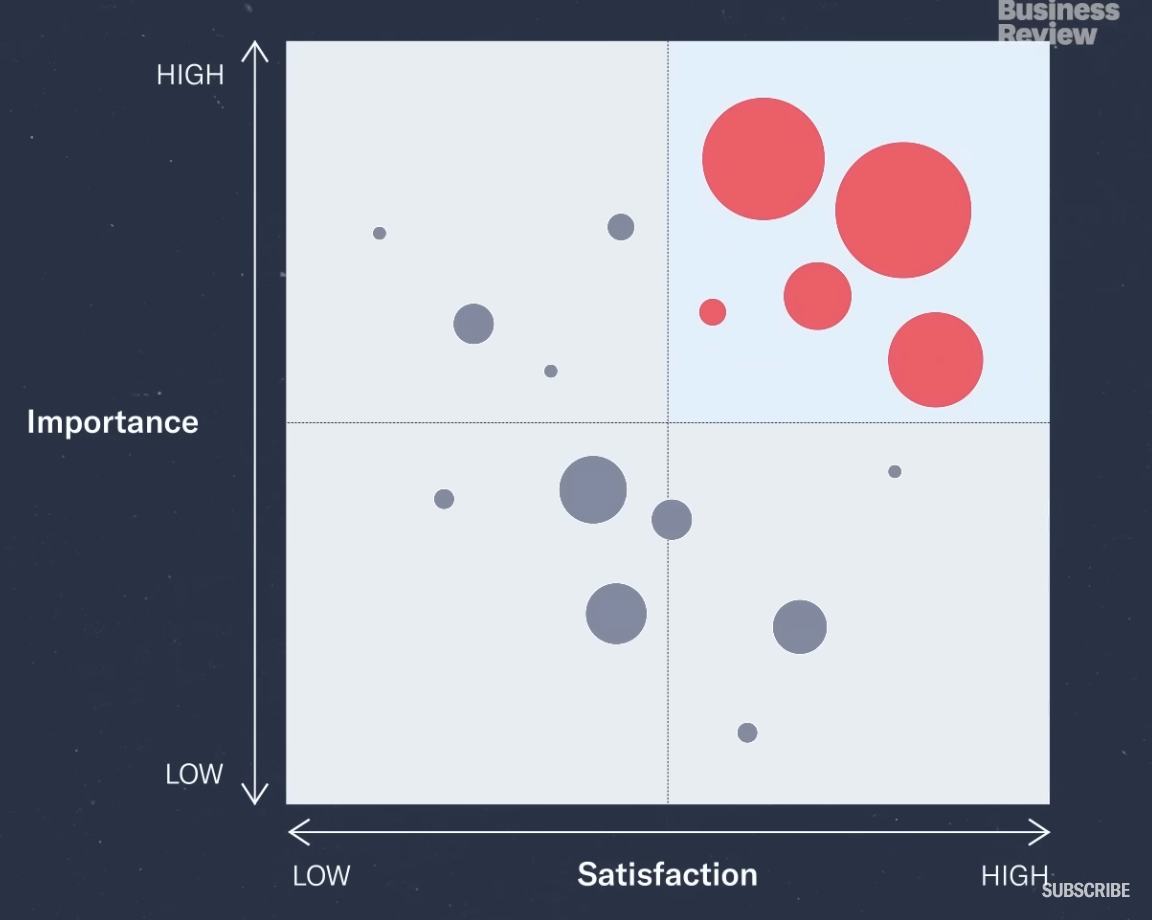 Business
Review
HIGH
Importance
LOW
LOW
Satisfaction
HIGH
SUBSCRIBE